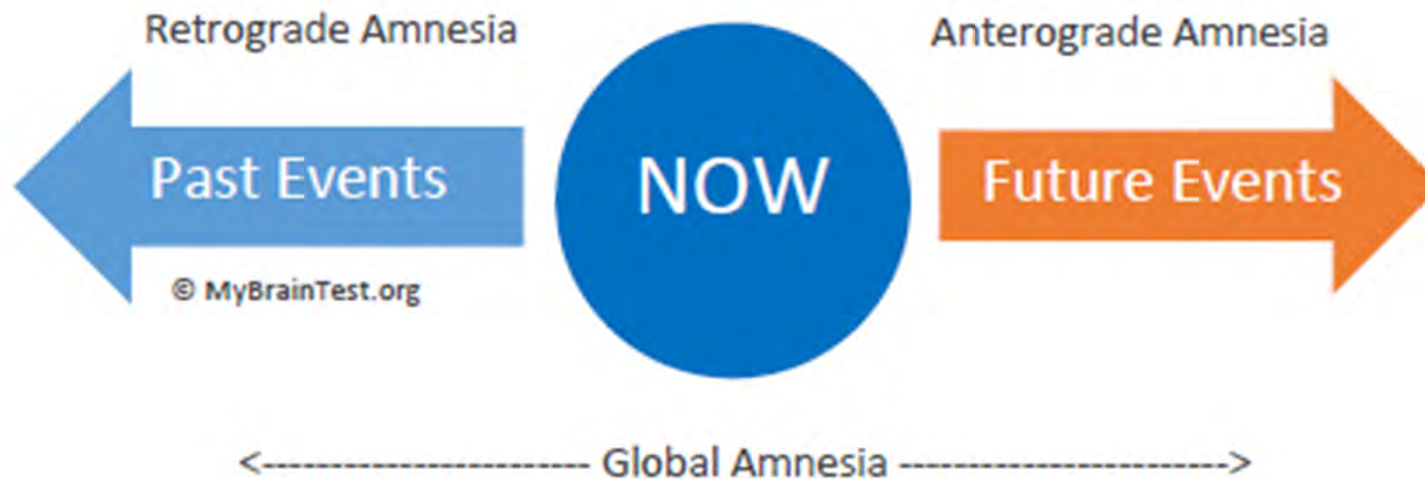 Retrograde Amnesia
Anterograde Amnesia
Past Events
NOW
Future Events
© MyBrainTest.org
<---------------------- Global Amnesia ---------------------->